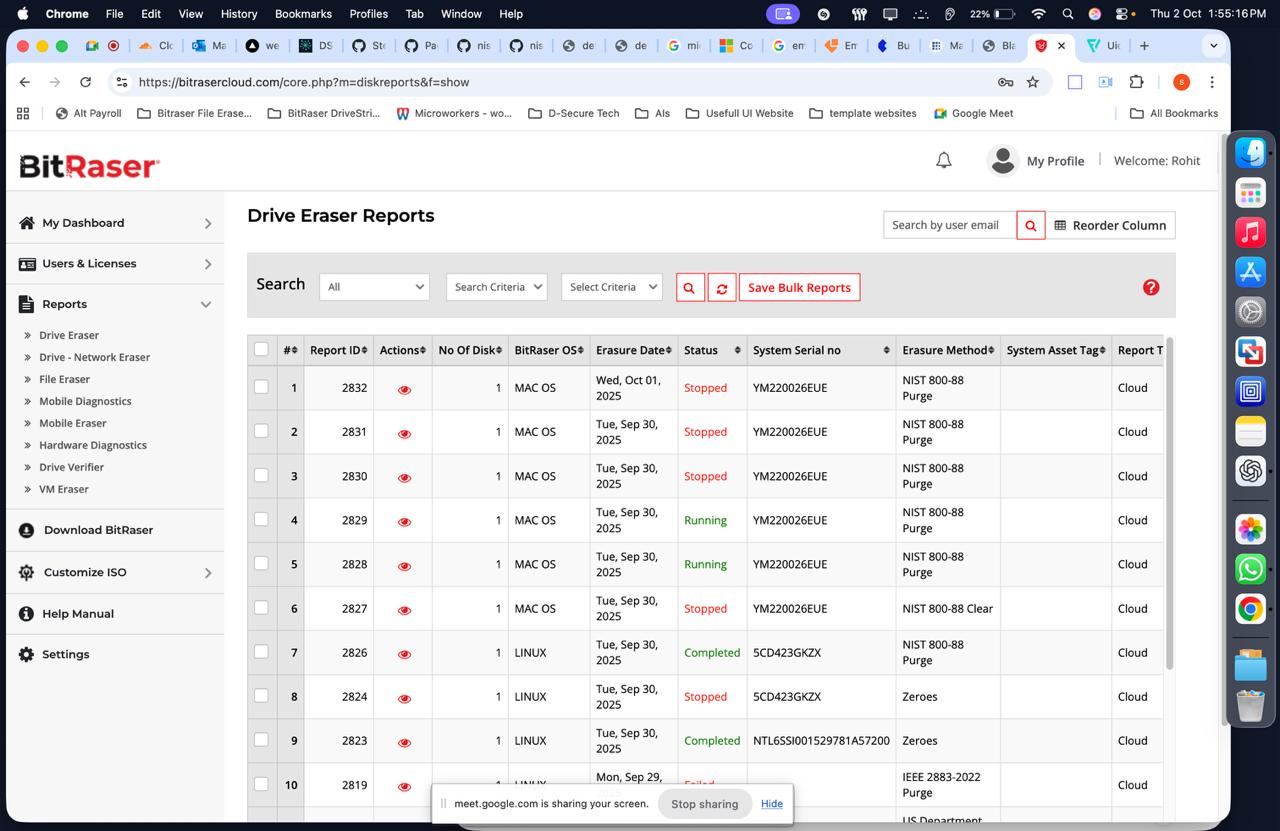 Chrome File Edit View History Bookmarks Profiles Tab Window Help 22% Thu 2 Oct 1:55:16 PM
Clo Ma we DS Sto Pa nis nis de de mic Co em Em Bu Ma Bla Uic
https://bitrasercloud.com/core.php?m=diskreports&f=show
Alt Payroll Bitraser File Erase... BitRaser DriveStri... Microworkers - wo... D-Secure Tech AIs Usefull UI Website template websites Google Meet All Bookmarks
BitRaser
My Profile Welcome: Rohit
My Dashboard
Users & Licenses
Reports
Drive Eraser
Drive - Network Eraser
File Eraser
Mobile Diagnostics
Mobile Eraser
Hardware Diagnostics
Drive Verifier
VM Eraser
Download BitRaser
Customize ISO
Help Manual
Settings
Drive Eraser Reports
Search by user email Reorder Column
Search All Search Criteria Select Criteria Save Bulk Reports ?
# Report ID Actions No Of Disk BitRaser OS Erasure Date Status System Serial no Erasure Method System Asset Tag Report T
1 2832 1 MAC OS Wed, Oct 01, 2025 Stopped YM220026EUE NIST 800-88 Purge Cloud
2 2831 1 MAC OS Tue, Sep 30, 2025 Stopped YM220026EUE NIST 800-88 Purge Cloud
3 2830 1 MAC OS Tue, Sep 30, 2025 Stopped YM220026EUE NIST 800-88 Purge Cloud
4 2829 1 MAC OS Tue, Sep 30, 2025 Running YM220026EUE NIST 800-88 Purge Cloud
5 2828 1 MAC OS Tue, Sep 30, 2025 Running YM220026EUE NIST 800-88 Purge Cloud
6 2827 1 MAC OS Tue, Sep 30, 2025 Stopped YM220026EUE NIST 800-88 Clear Cloud
7 2826 1 LINUX Tue, Sep 30, 2025 Completed 5CD423GKZX NIST 800-88 Purge Cloud
8 2824 1 LINUX Tue, Sep 30, 2025 Stopped 5CD423GKZX Zeroes Cloud
9 2823 1 LINUX Tue, Sep 30, 2025 Completed NTL6SSI001529781A57200 Zeroes Cloud
10 2819 1 LINUX Mon, Sep 29, Failed IEEE 2883-2022 Purge Cloud
US Department
meet.google.com is sharing your screen. Stop sharing Hide